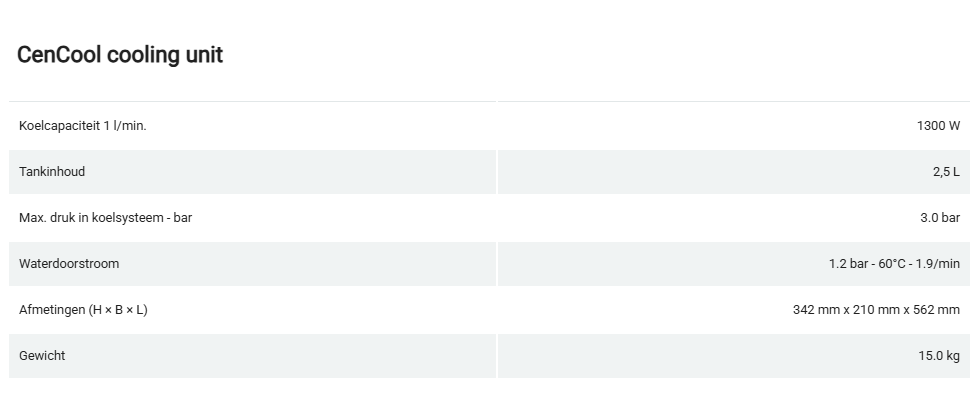 CenCool cooling unit
Koelcapaciteit 1 l/min. 1300 W
Tankinhoud 2,5 L
Max. druk in koelsysteem - bar 3.0 bar
Waterdoorstroom 1.2 bar - 60°C - 1.9/min
Afmetingen (H × B × L) 342 mm x 210 mm x 562 mm
Gewicht 15.0 kg